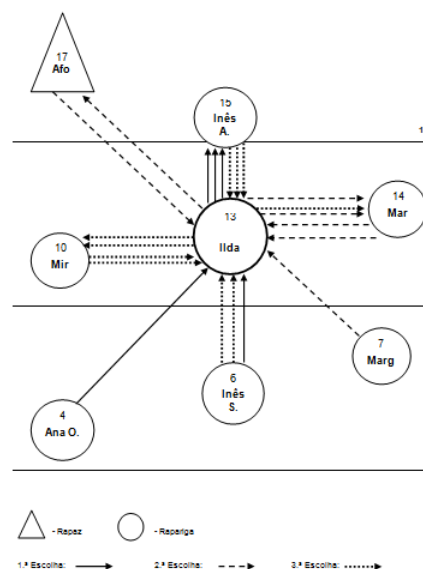 17
Afo
15
Inês
A.
1
14
Mar
13
Ilda
10
Mir
7
Marg
6
Inês
S.
4
Ana O.
- Rapaz
- Rapariga
1.ª Escolha:
2.ª Escolha:
3.ª Escolha: